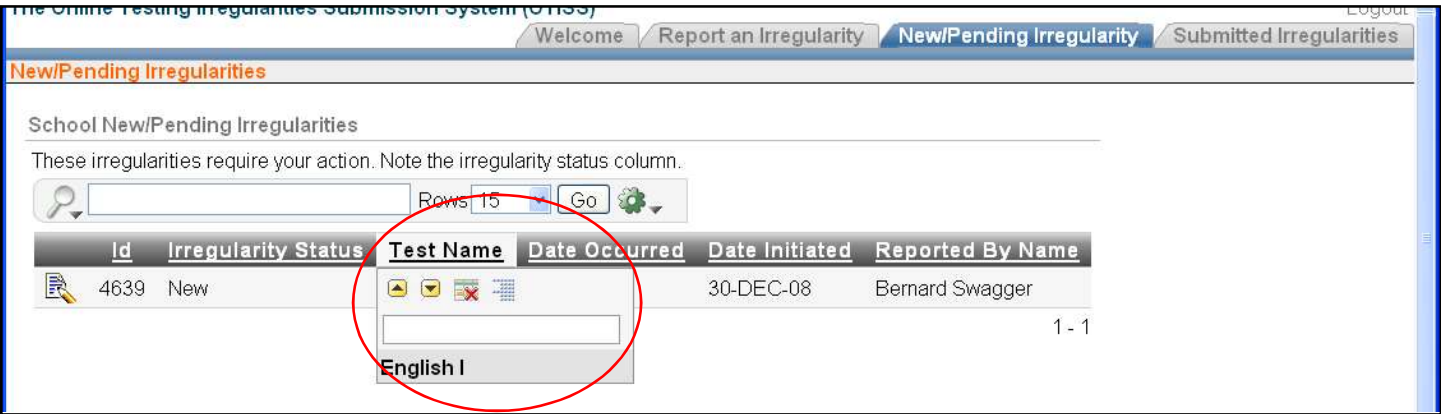 The Online Testing Irregularities Submission System (OTISS) Logout
Welcome Report an Irregularity New/Pending Irregularity Submitted Irregularities
New/Pending Irregularities
School New/Pending Irregularities
These irregularities require your action. Note the irregularity status column.
Rows 15 Go
Id Irregularity Status Test Name Date Occurred Date Initiated Reported By Name
4639 New 30-DEC-08 Bernard Swagger
1 - 1
English I